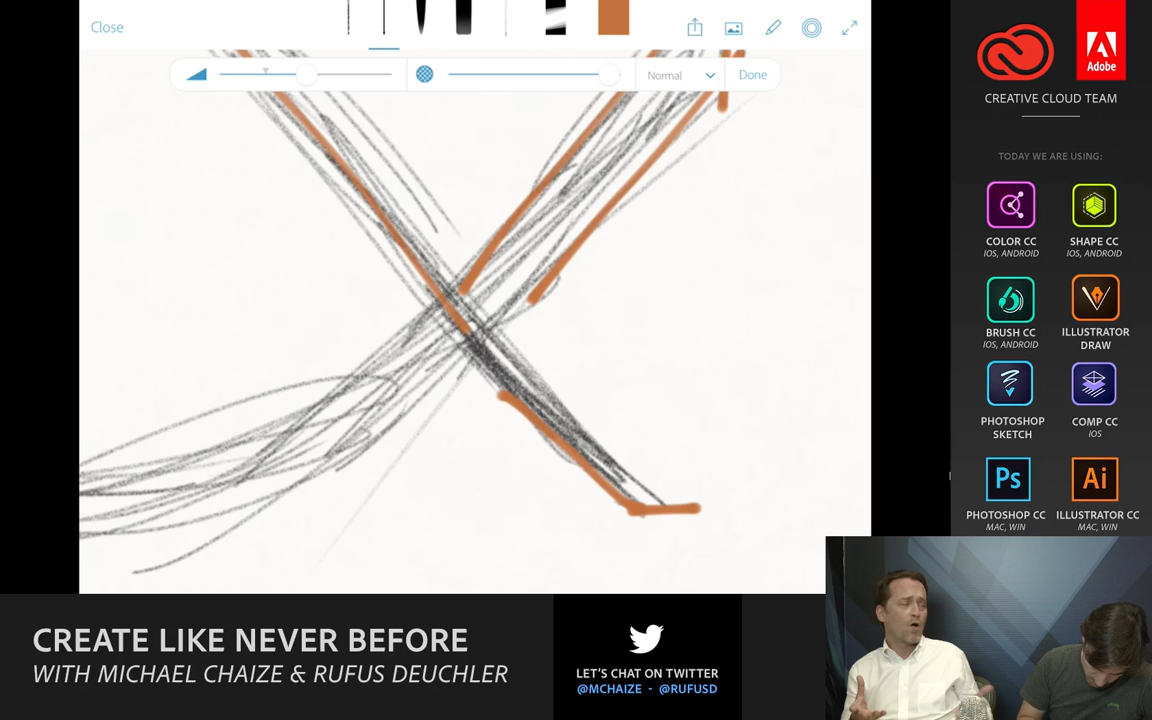 Close
Normal
Done
Adobe
CREATIVE CLOUD TEAM
TODAY WE ARE USING:
COLOR CC
IOS, ANDROID
SHAPE CC
IOS, ANDROID
BRUSH CC
IOS, ANDROID
ILLUSTRATOR
DRAW
PHOTOSHOP
SKETCH
COMP CC
IOS
Ps
PHOTOSHOP CC
MAC, WIN
Ai
ILLUSTRATOR CC
MAC, WIN
CREATE LIKE NEVER BEFORE
WITH MICHAEL CHAIZE & RUFUS DEUCHLER
LET'S CHAT ON TWITTER
@MCHAIZE - @RUFUSD